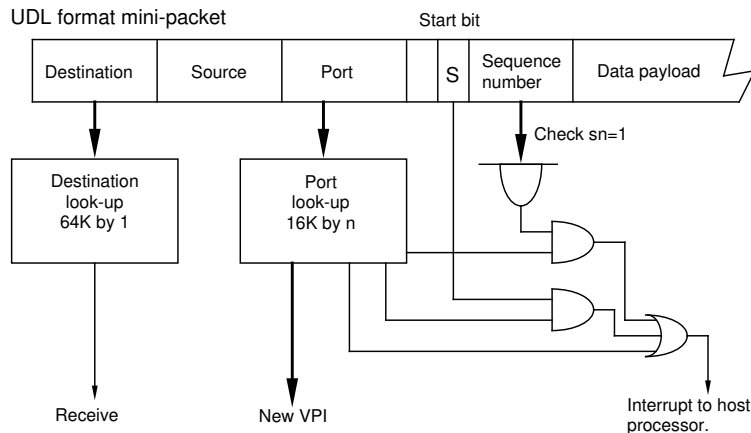 UDL format mini-packet
Start bit
Destination
Source
Port
S
Sequence
number
Data payload
Check sn=1
Destination
look-up
64K by 1
Port
look-up
16K by n
Receive
New VPI
Interrupt to host
processor.